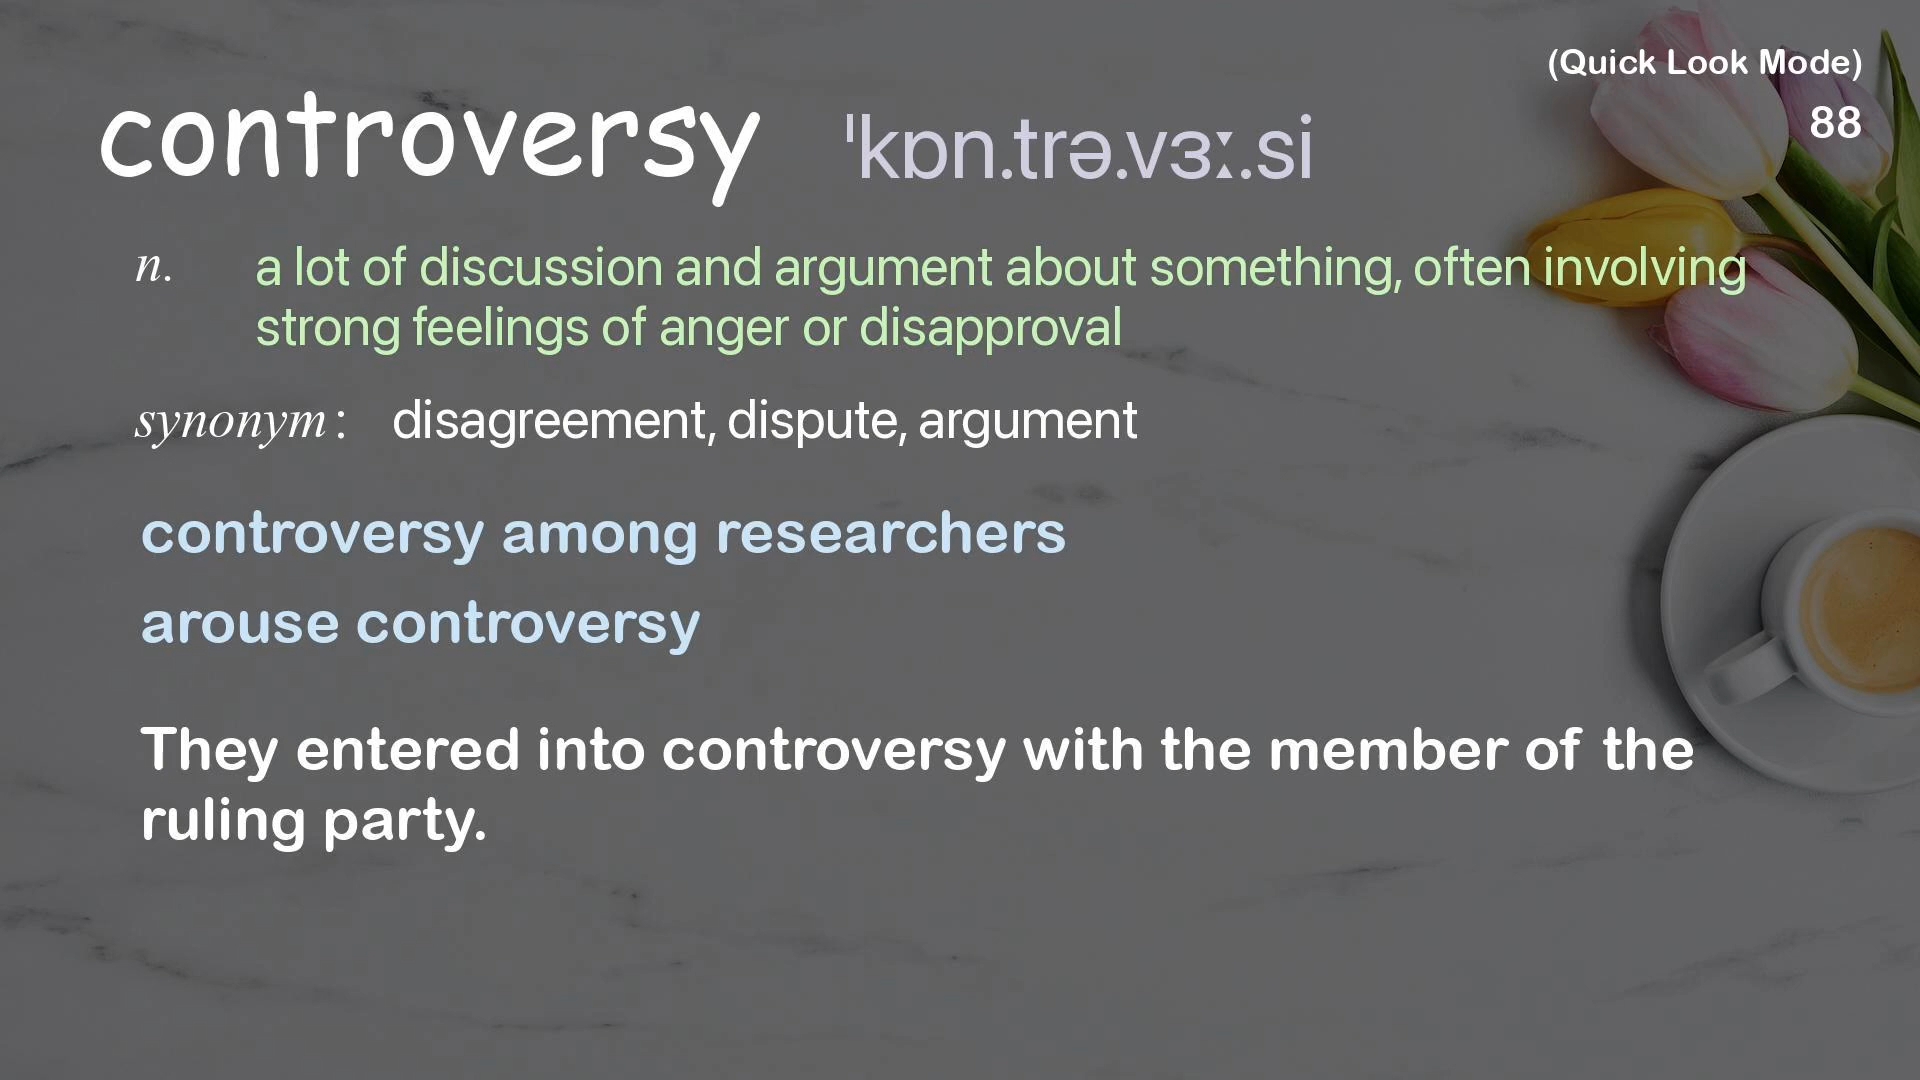 (Quick Look Mode)
88
controversy ˈkɒn.trə.vɜː.si
n. a lot of discussion and argument about something, often involving
strong feelings of anger or disapproval
synonym: disagreement, dispute, argument
controversy among researchers
arouse controversy
They entered into controversy with the member of the
ruling party.